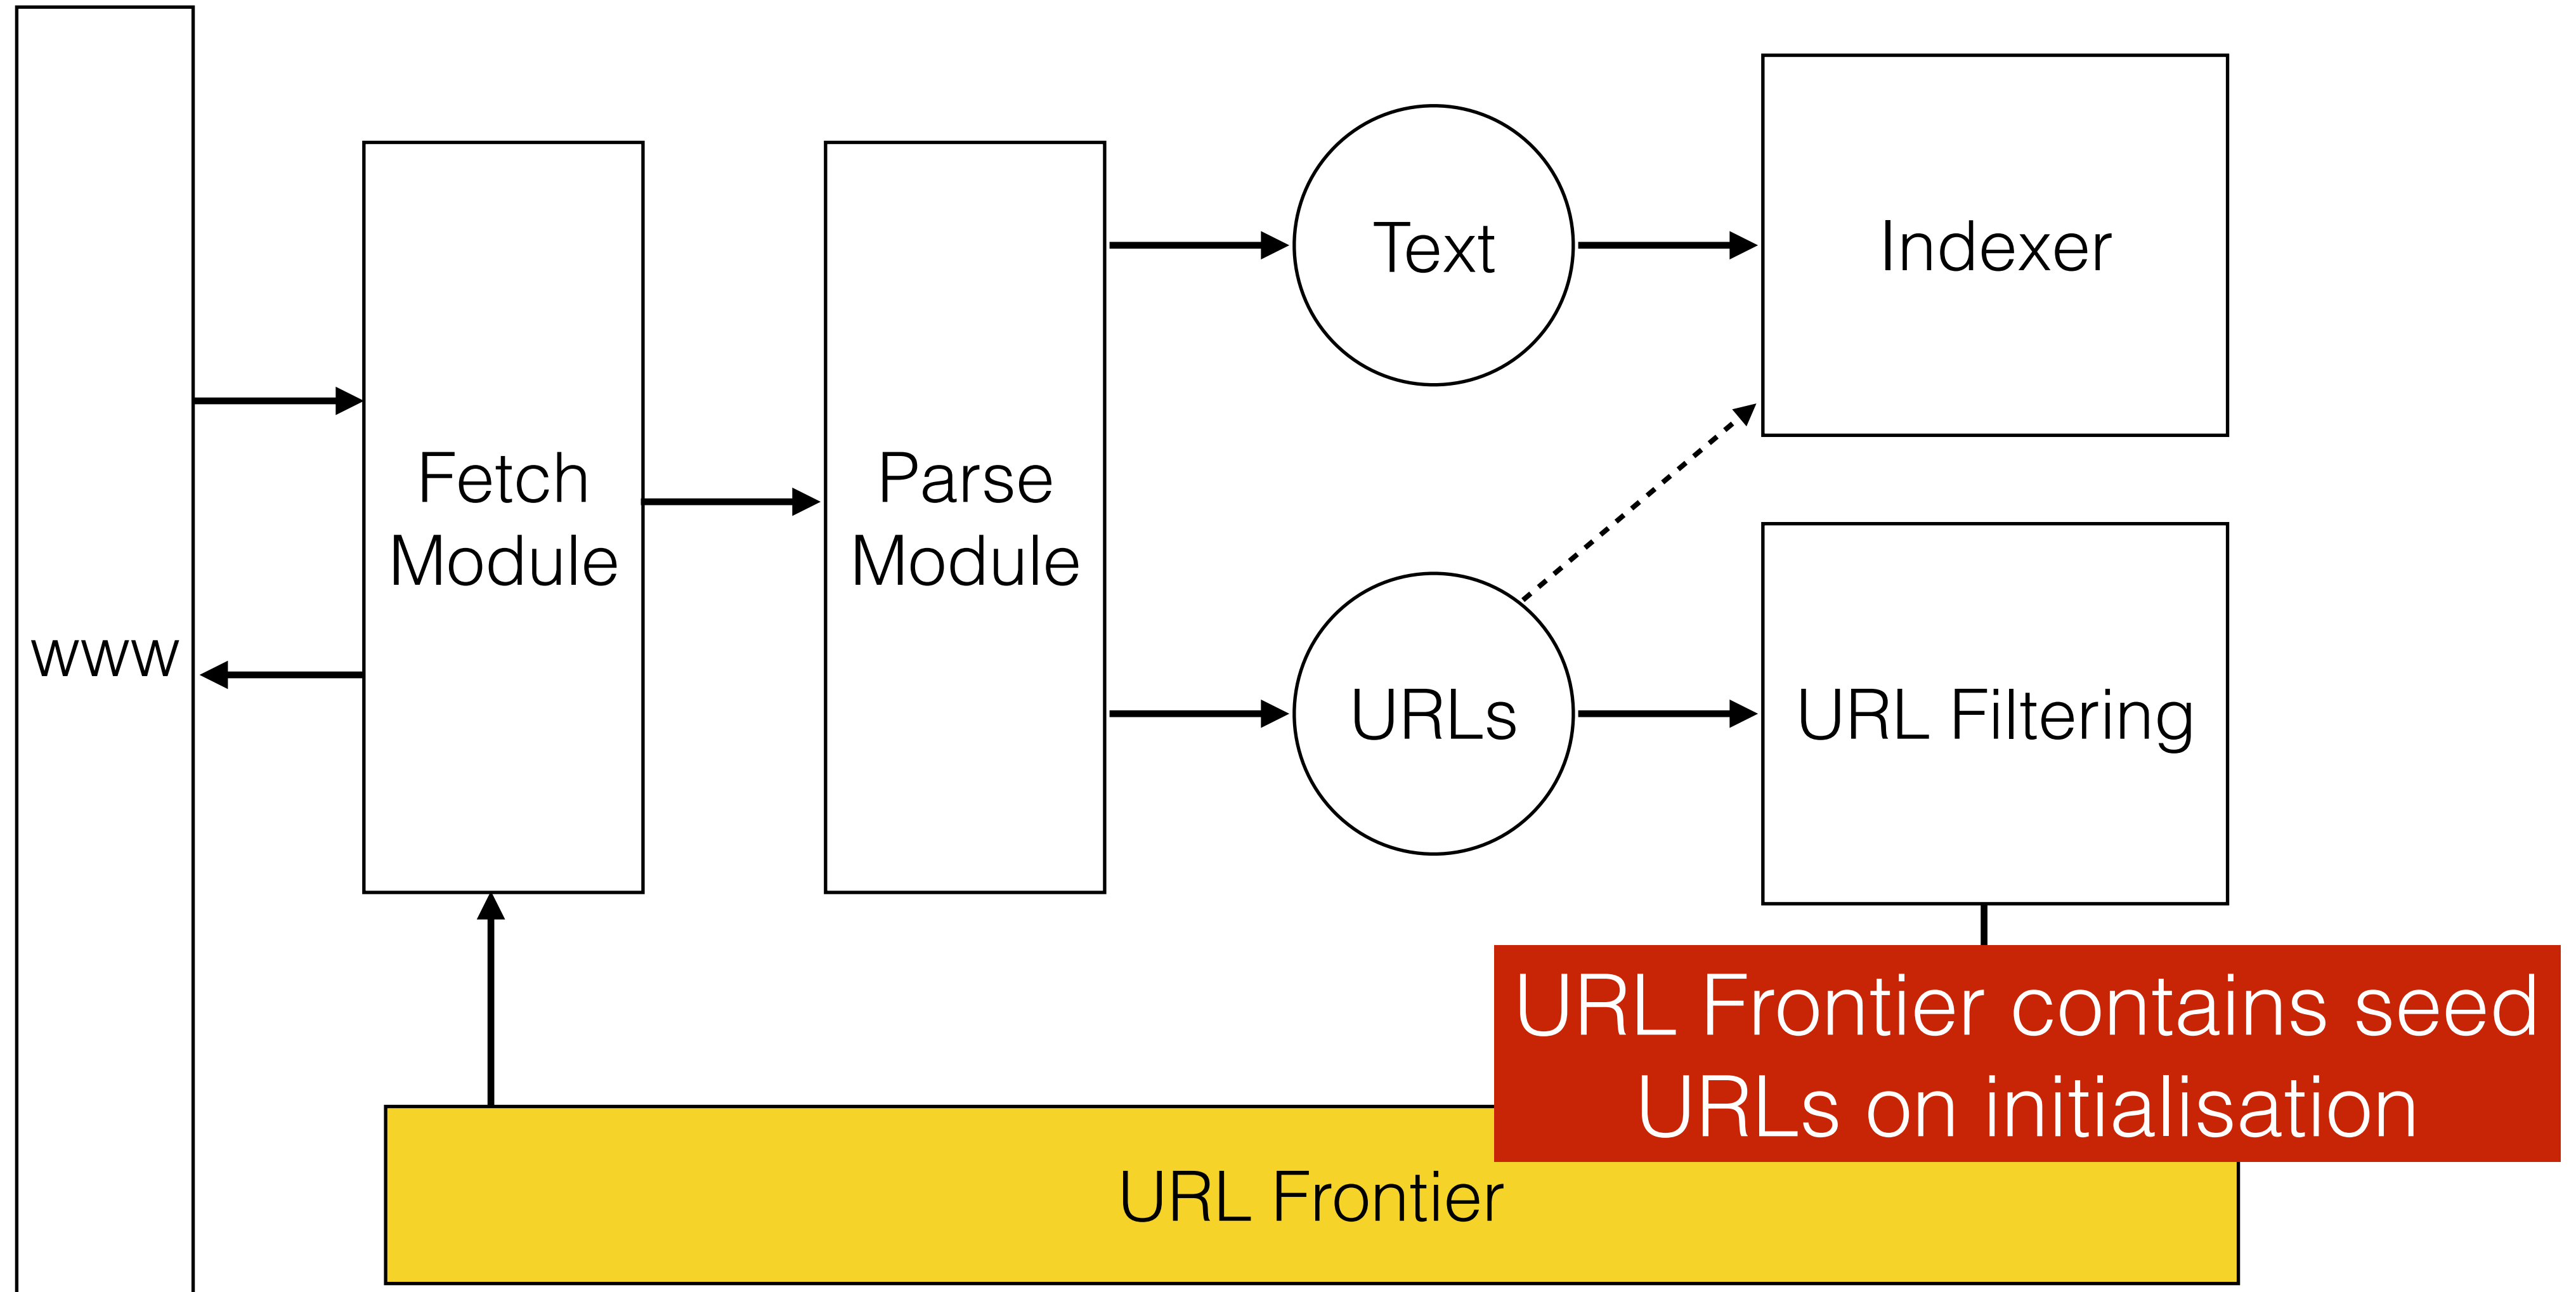 www
Fetch
Module
Parse
Module
Text
URLs
Indexer
URL Filtering
URL Frontier contains seed
URLs on initialisation
URL Frontier